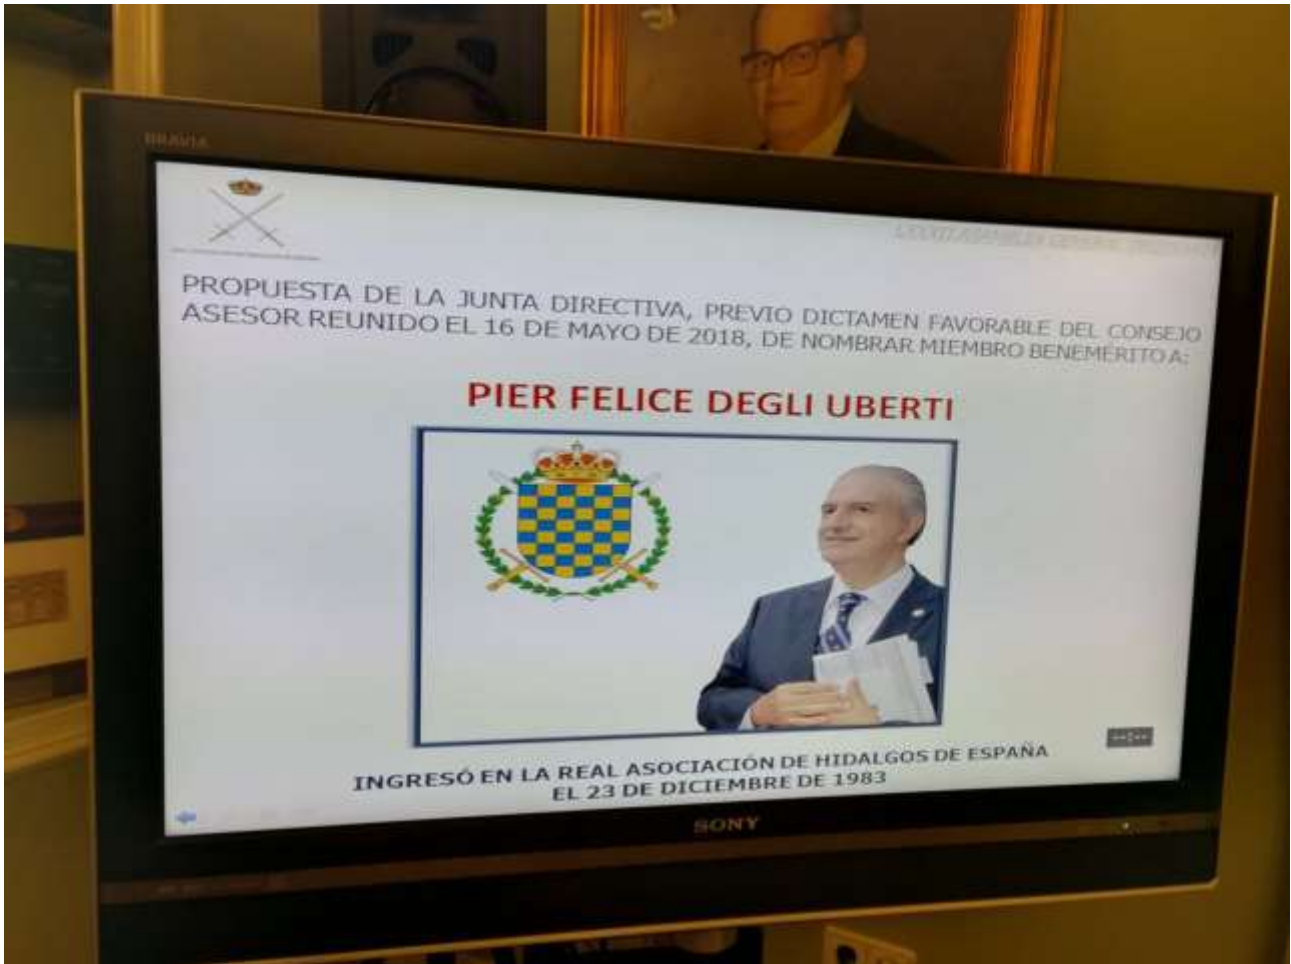 BRAVIA
PROPUESTA DE LA JUNTA DIRECTIVA, PREVIO DICTAMEN FAVORABLE DEL CONSEJO
ASESOR REUNIDO EL 16 DE MAYO DE 2018, DE NOMBRAR MIEMBRO BENEMÉRITO A:
PIER FELICE DEGLI UBERTI
--:--
INGRESÓ EN LA REAL ASOCIACIÓN DE HIDALGOS DE ESPAÑA
EL 23 DE DICIEMBRE DE 1983
SONY